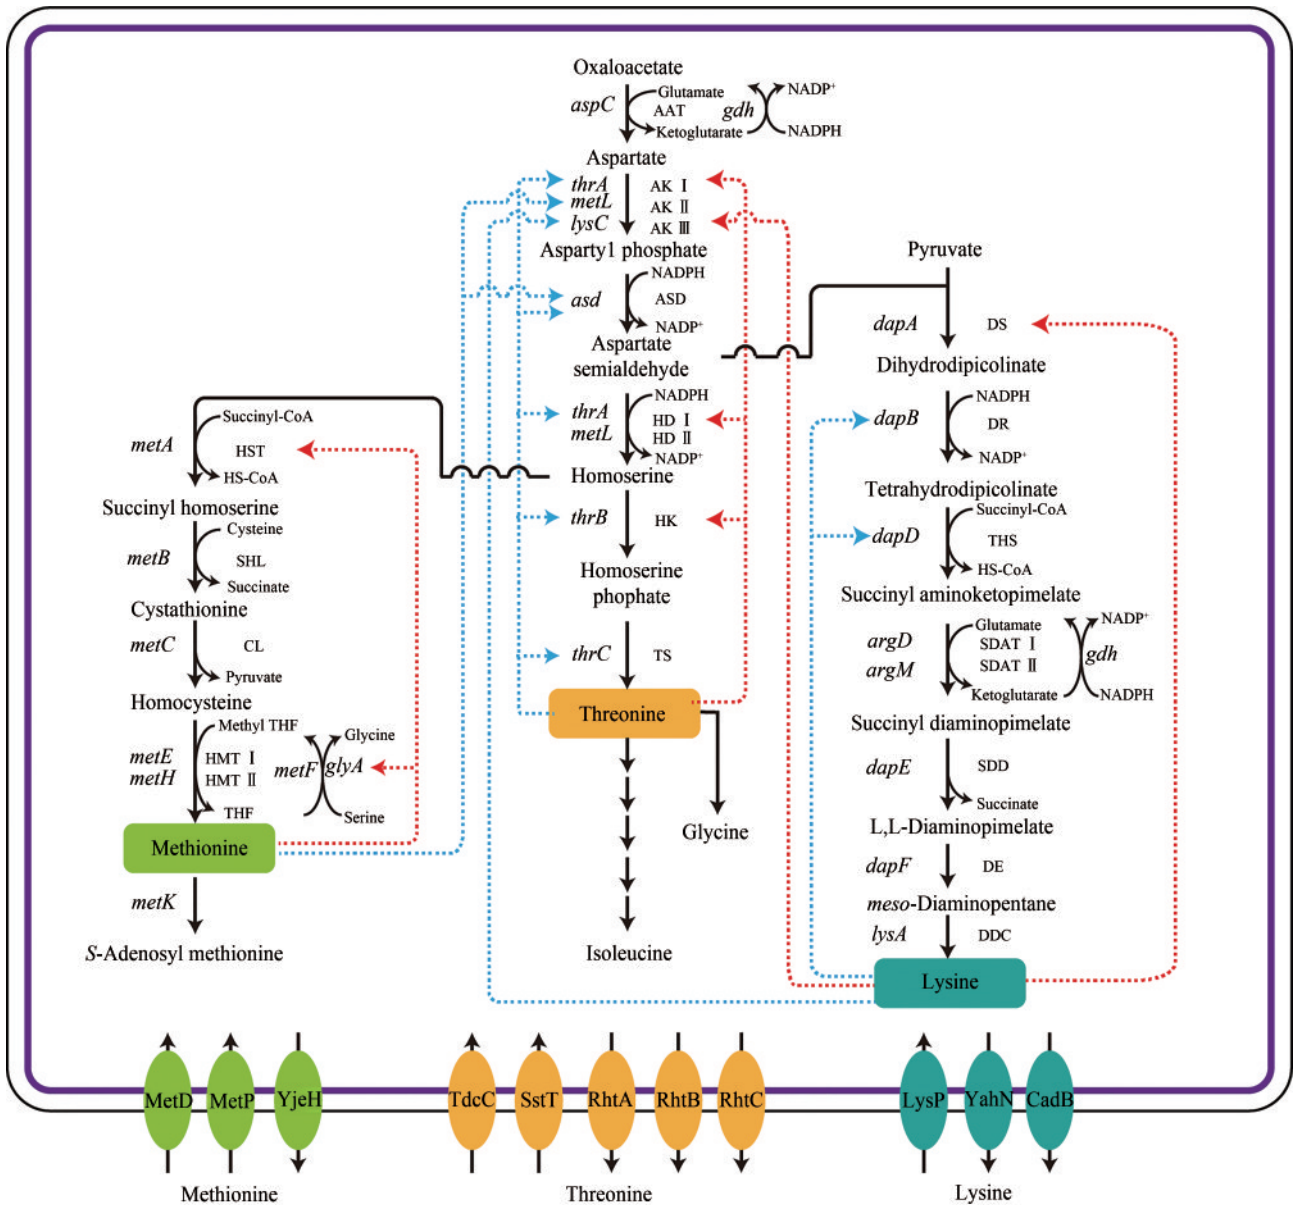 Oxaloacetate
aspC
Glutamate
AAT
Ketoglutarate
gdh
NADP+
NADPH
Aspartate
thrA
AK Ⅰ
metL
AK Ⅱ
lysC
AK Ⅲ
Asparty1 phosphate
NADPH
asd
ASD
NADP+
Aspartate
semialdehyde
NADPH
thrA
HD Ⅰ
metL
HD Ⅱ
NADP+
Homoserine
thrB
HK
Homoserine
phophate
thrC
TS
Threonine
Glycine
Isoleucine
Succinyl-CoA
metA
HST
HS-CoA
Succinyl homoserine
Cysteine
metB
SHL
Succinate
Cystathionine
metC
CL
Pyruvate
Homocysteine
Methyl THF
metE
HMT Ⅰ
metH
HMT Ⅱ
THF
metF
Glycine
glyA
Serine
Methionine
metK
S-Adenosyl methionine
Pyruvate
dapA
DS
Dihydrodipicolinate
NADPH
dapB
DR
NADP+
Tetrahydrodipicolinate
Succinyl-CoA
dapD
THS
HS-CoA
Succinyl aminoketopimelate
Glutamate
argD
SDAT Ⅰ
argM
SDAT Ⅱ
Ketoglutarate
NADP+
gdh
NADPH
Succinyl diaminopimelate
dapE
SDD
Succinate
L,L-Diaminopimelate
dapF
DE
meso-Diaminopentane
lysA
DDC
Lysine
MetD
MetP
YjeH
TdcC
SstT
RhtA
RhtB
RhtC
LysP
YahN
CadB
Methionine
Threonine
Lysine